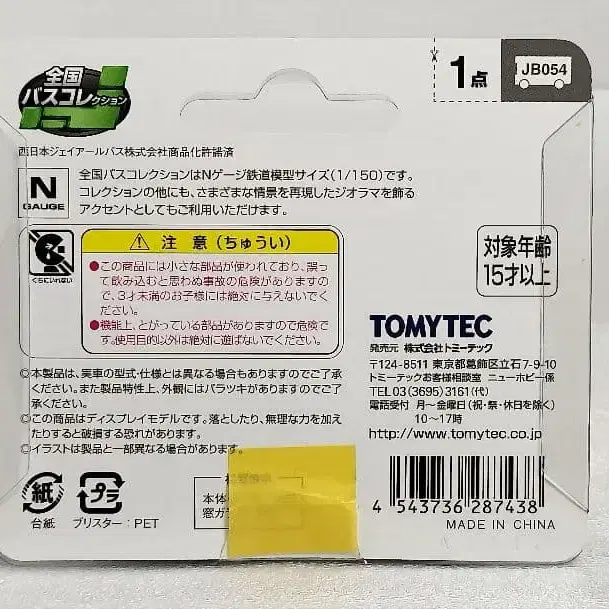 全国
バスコレクション
1点
JB054
西日本ジェイアールバス株式会社商品化許諾済
N
GAUGE
全国バスコレクションはNゲージ鉄道模型サイズ(1/150)です。
コレクションの他にも、さまざまな情景を再現したジオラマを飾る
アクセントとしてもご利用いただけます。
くちにいれない
注 意(ちゅうい)
●この商品には小さな部品が使われており、誤っ
て飲み込むと思わぬ事故の危険がありますの
で、3才未満のお子様には絶対に与えないでく
ださい。
●機能上、とがっている部品がありますので危険で
す。使用目的以外は絶対に遊ばないでください。
対象年齢
15才以上
TOMYTEC
発売元 株式会社トミーテック
〒124-8511 東京都葛飾区立石7-9-10
トミーテックお客様相談室 ニューホビー係
TEL 03(3695)3161(代)
電話受付 月〜金曜日(祝・祭・休日を除く)
10〜17時
http://www.tomytec.co.jp
◎本製品は、実車の型式・仕様とは異なる場合もありますのでご了承
ください。また製品特性上、外観にはバラツキがありますのでご了
承ください。
◎この商品はディスプレイモデルです。落としたり、無理な力を加え
たりすると破損する恐れがあります。
◎イラストは製品と一部異なる場合があります。
紙
台紙
プラ
ブリスター:PET
本体
窓ガ
4 543736 287438
MADE IN CHINA